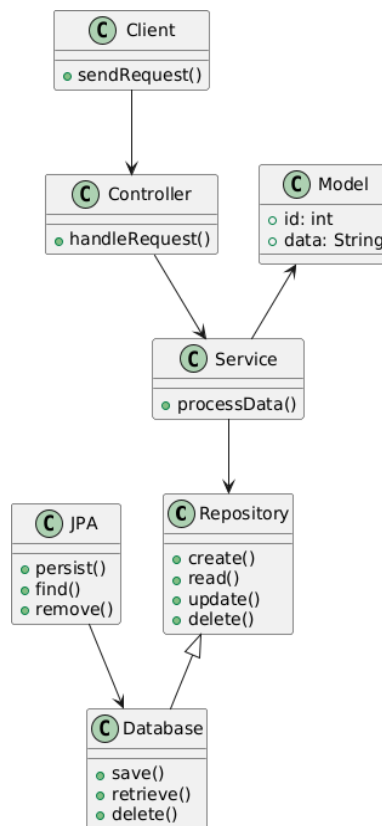 C Client
sendRequest()
C Controller
handleRequest()
C Model
id: int
data: String
C Service
processData()
C JPA
persist()
find()
remove()
C Repository
create()
read()
update()
delete()
C Database
save()
retrieve()
delete()